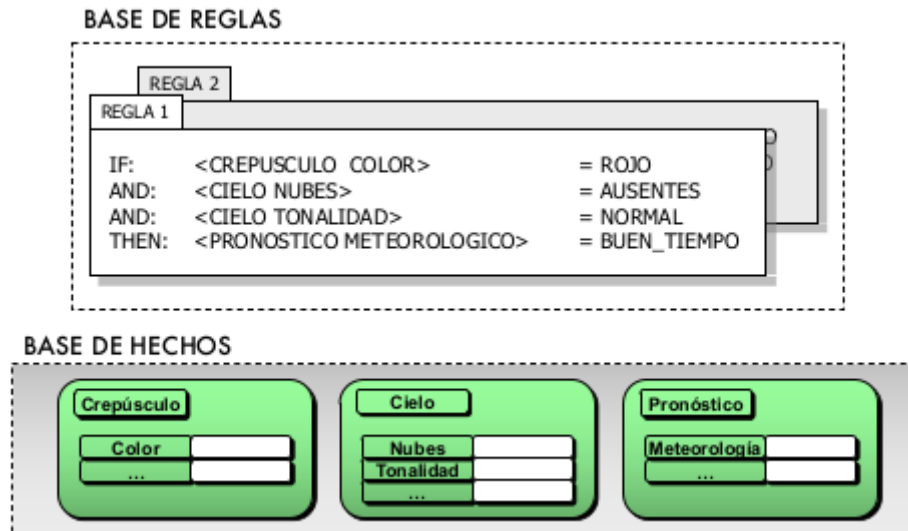 BASE DE REGLAS
REGLA 2
REGLA 1
IF: <CREPUSCULO COLOR> = ROJO
AND: <CIELO NUBES> = AUSENTES
AND: <CIELO TONALIDAD> = NORMAL
THEN: <PRONOSTICO METEOROLOGICO> = BUEN_TIEMPO
BASE DE HECHOS
Crepúsculo
Color
...
Cielo
Nubes
Tonalidad
...
Pronóstico
Meteorología
...